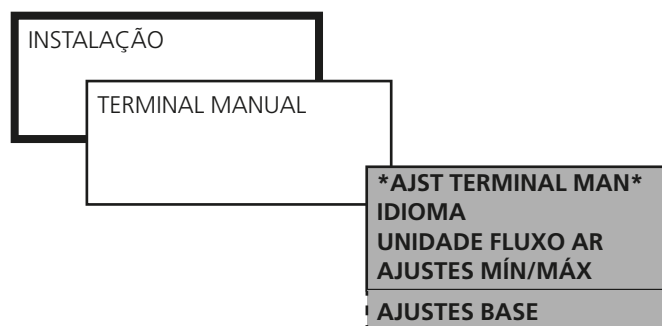 INSTALAÇÃO
TERMINAL MANUAL
*AJST TERMINAL MAN*
IDIOMA
UNIDADE FLUXO AR
AJUSTES MÍN/MÁX
AJUSTES BASE